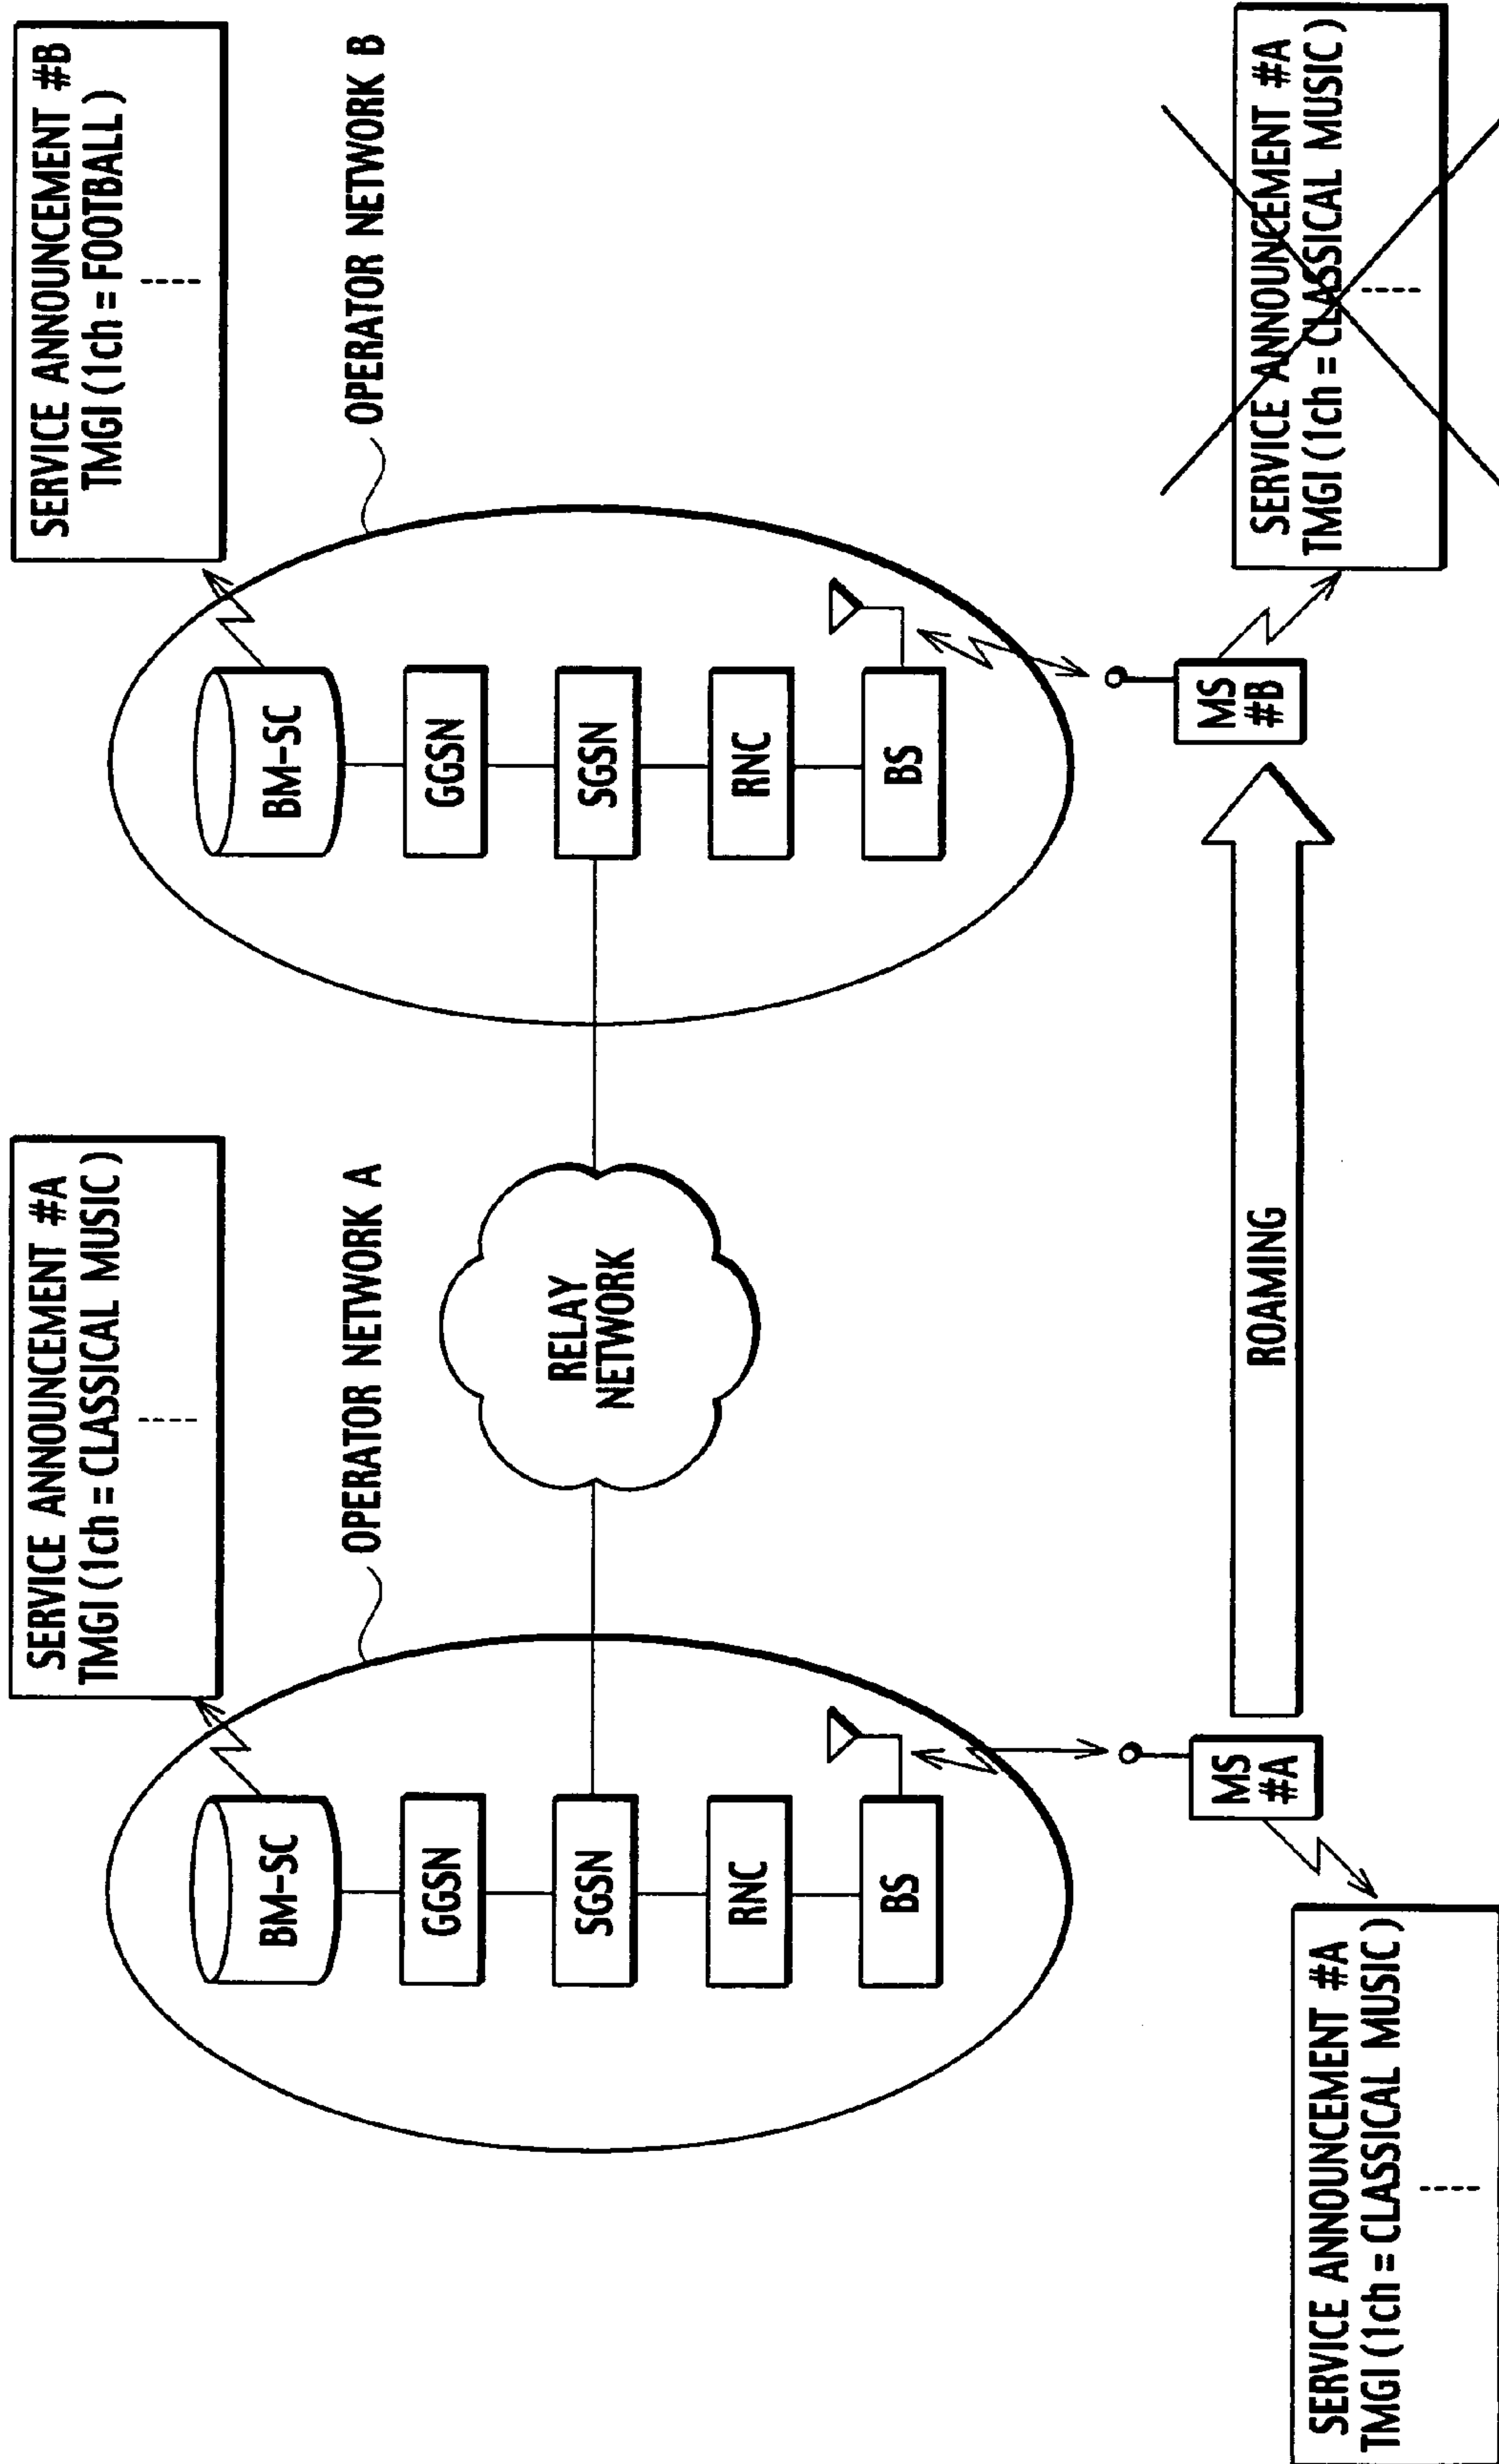 SERVICE ANNOUNCEMENT #A
TMGI (1ch = CLASSICAL MUSIC)
SERVICE ANNOUNCEMENT #B
TMGI (1ch = FOOTBALL)
OPERATOR NETWORK A
OPERATOR NETWORK B
BM-SC
GGSN
SGSN
RNC
BS
RELAY
NETWORK
BM-SC
GGSN
SGSN
RNC
BS
MS
#A
ROAMING
MS
#B
SERVICE ANNOUNCEMENT #A
TMGI (1ch = CLASSICAL MUSIC)
SERVICE ANNOUNCEMENT #A
TMGI (1ch = CLASSICAL MUSIC)